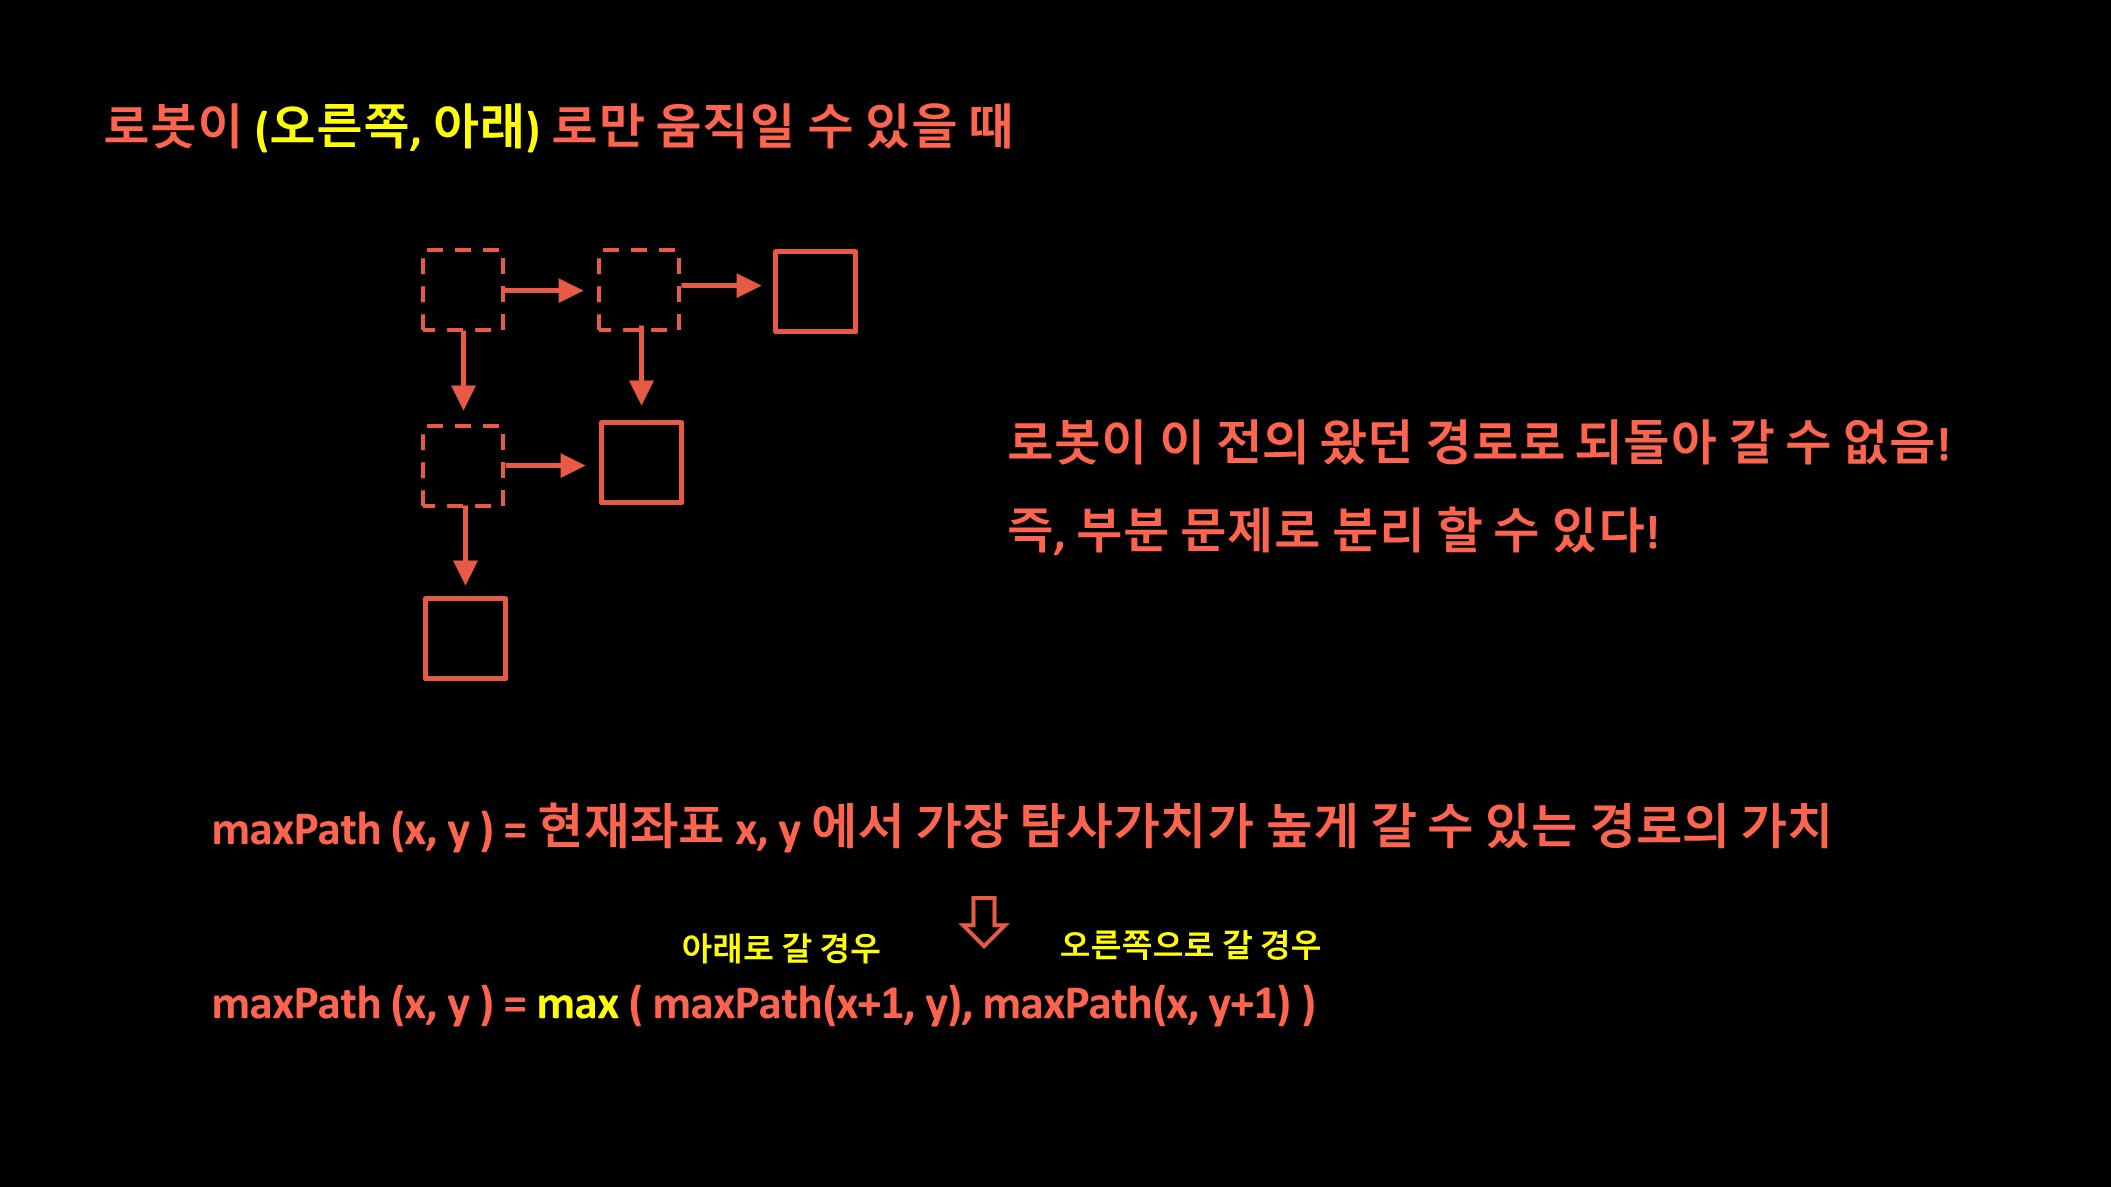 로봇이 (오른쪽, 아래) 로만 움직일 수 있을 때
로봇이 이 전의 왔던 경로로 되돌아 갈 수 없음!
즉, 부분 문제로 분리 할 수 있다!
maxPath (x, y ) = 현재좌표 x, y 에서 가장 탐사가치가 높게 갈 수 있는 경로의 가치
아래로 갈 경우
오른쪽으로 갈 경우
maxPath (x, y ) = max ( maxPath(x+1, y), maxPath(x, y+1) )